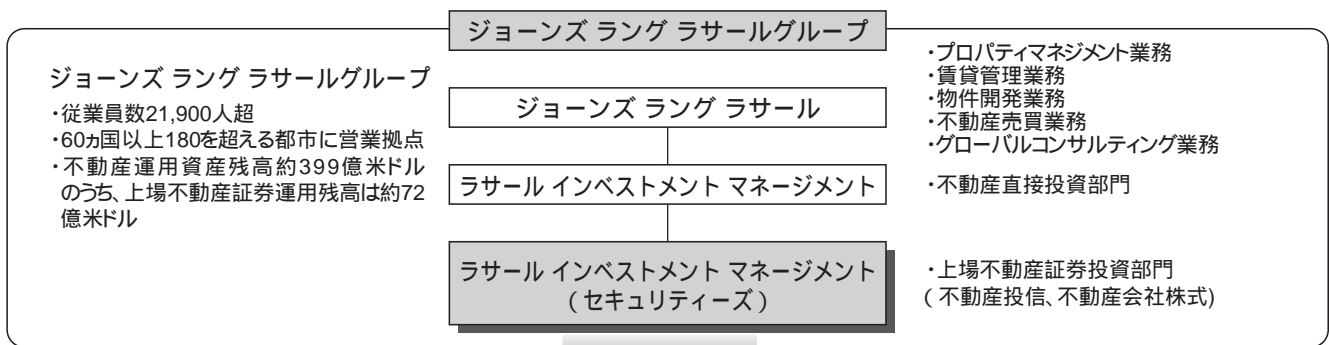 ジョーンズ ラング ラサールグループ
ジョーンズ ラング ラサールグループ
・従業員数21,900人超
・60ヵ国以上180を超える都市に営業拠点
・不動産運用資産残高約399億米ドル
のうち、上場不動産証券運用残高は約72
億米ドル
ジョーンズ ラング ラサール
ラサール インベストメント マネージメント
ラサール インベストメント マネージメント
(セキュリティーズ)
・プロパティマネジメント業務
・賃貸管理業務
・物件開発業務
・不動産売買業務
・グローバルコンサルティング業務
・不動産直接投資部門
・上場不動産証券投資部門
(不動産投信、不動産会社株式)